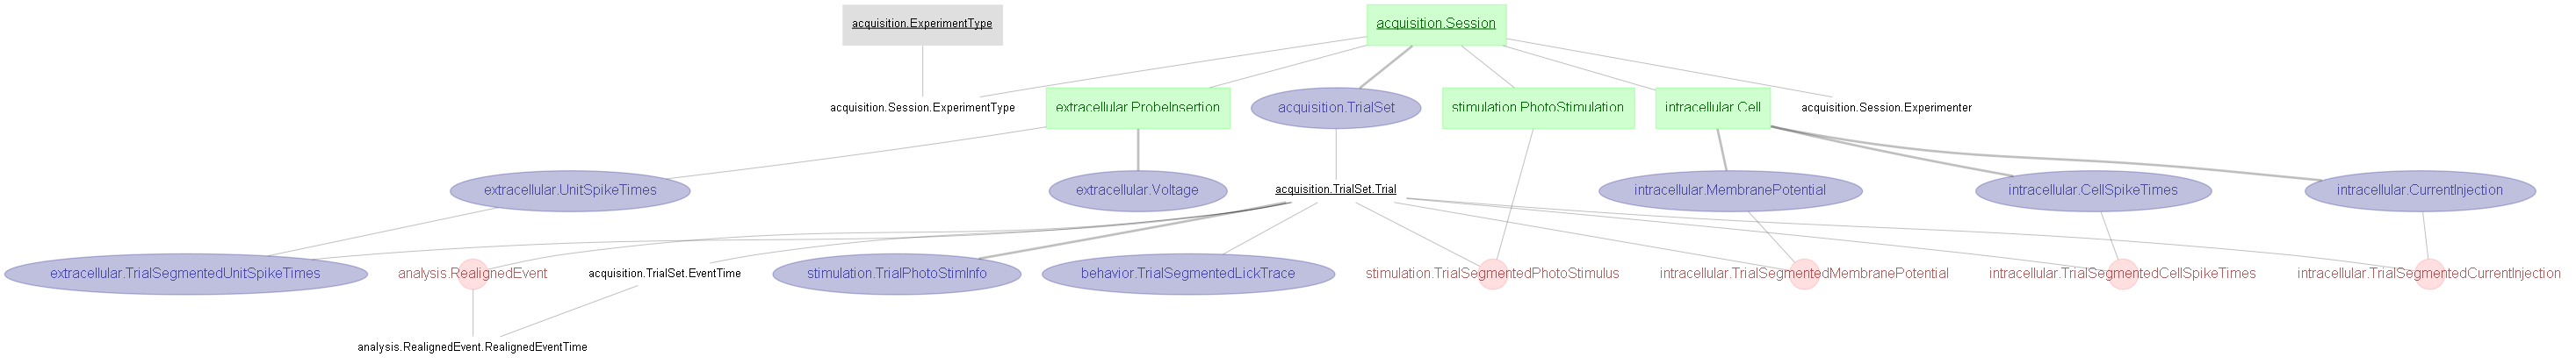 acquisition.ExperimentType
acquisition.Session
acquisition.Session.ExperimentType
extracellular.ProbeInsertion
acquisition.TrialSet
stimulation.PhotoStimulation
intracellular.Cell
acquisition.Session.Experimenter
extracellular.UnitSpikeTimes
extracellular.Voltage
acquisition.TrialSet.Trial
intracellular.MembranePotential
intracellular.CellSpikeTimes
intracellular.CurrentInjection
extracellular.TrialSegmentedUnitSpikeTimes
analysis.RealignedEvent
acquisition.TrialSet.EventTime
stimulation.TrialPhotoStimInfo
behavior.TrialSegmentedLickTrace
stimulation.TrialSegmentedPhotoStimulus
intracellular.TrialSegmentedMembranePotential
intracellular.TrialSegmentedCellSpikeTimes
intracellular.TrialSegmentedCurrentInjection
analysis.RealignedEvent.RealignedEventTime